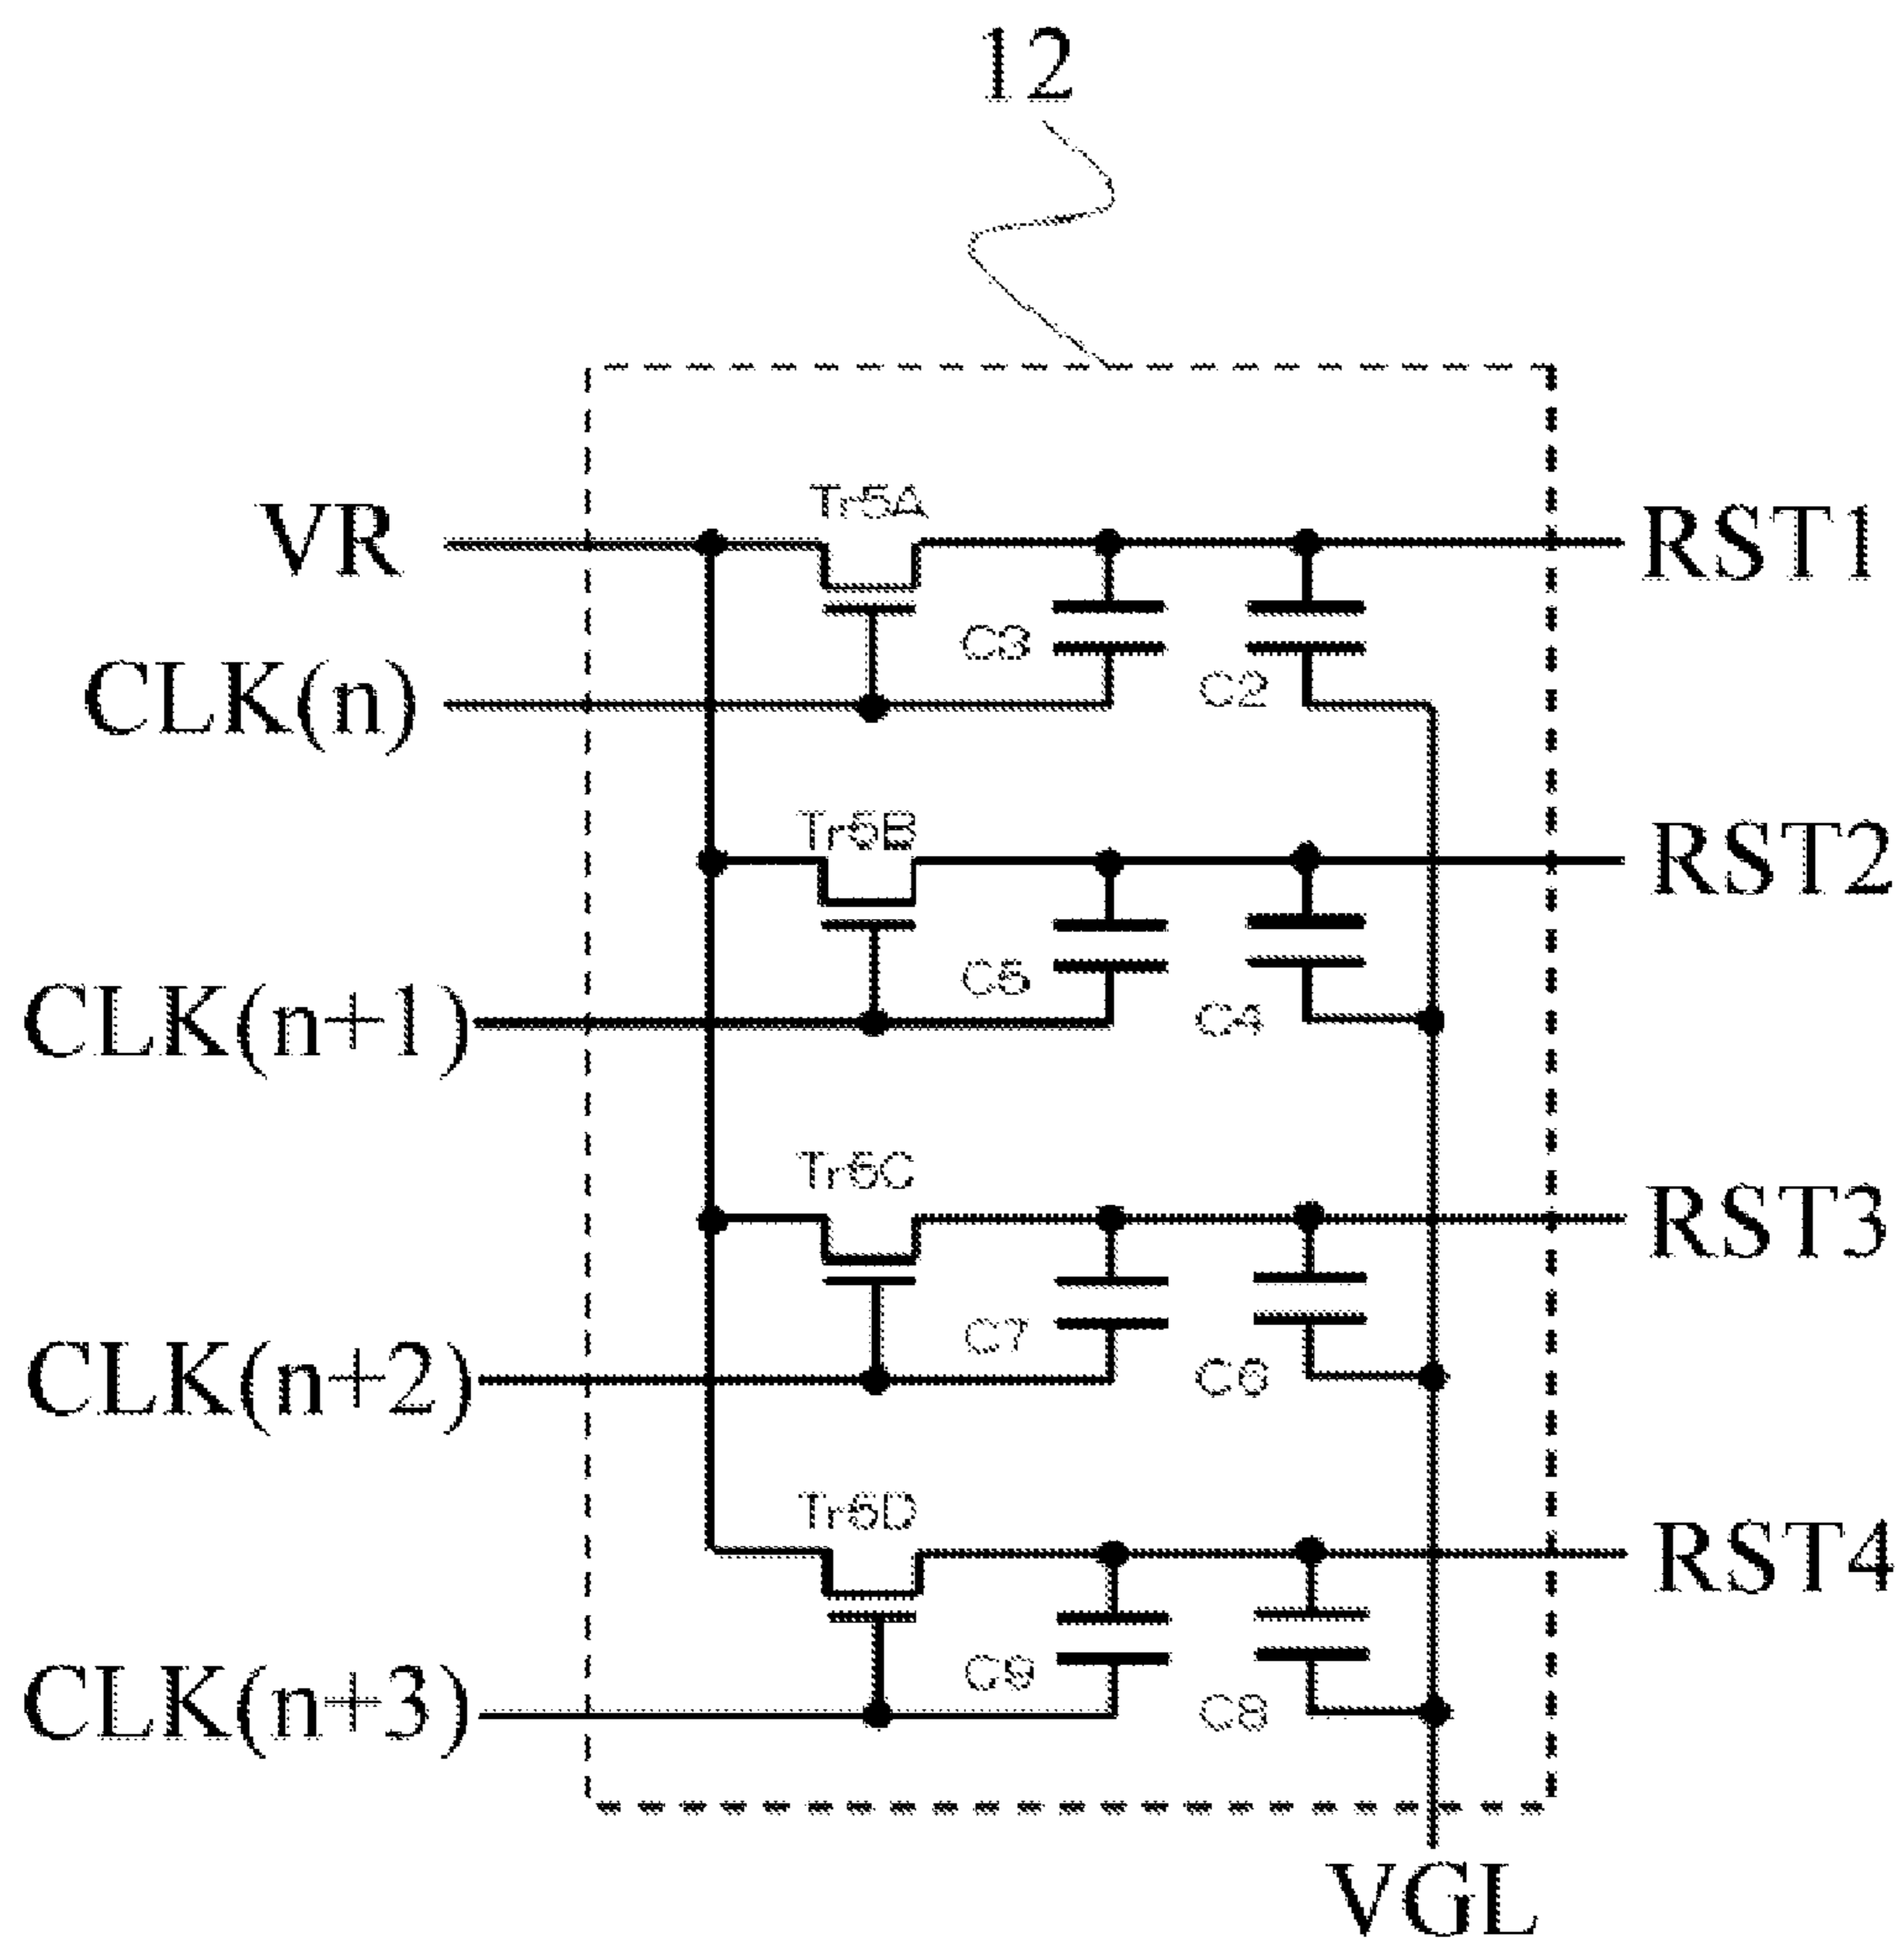 12
Tr5A
VR
RST1
C3
C2
CLK(n)
Tr5B
RST2
C5
C4
CLK(n+1)
Tr5C
RST3
C7
C6
CLK(n+2)
Tr5D
RST4
C9
C8
CLK(n+3)
VGL